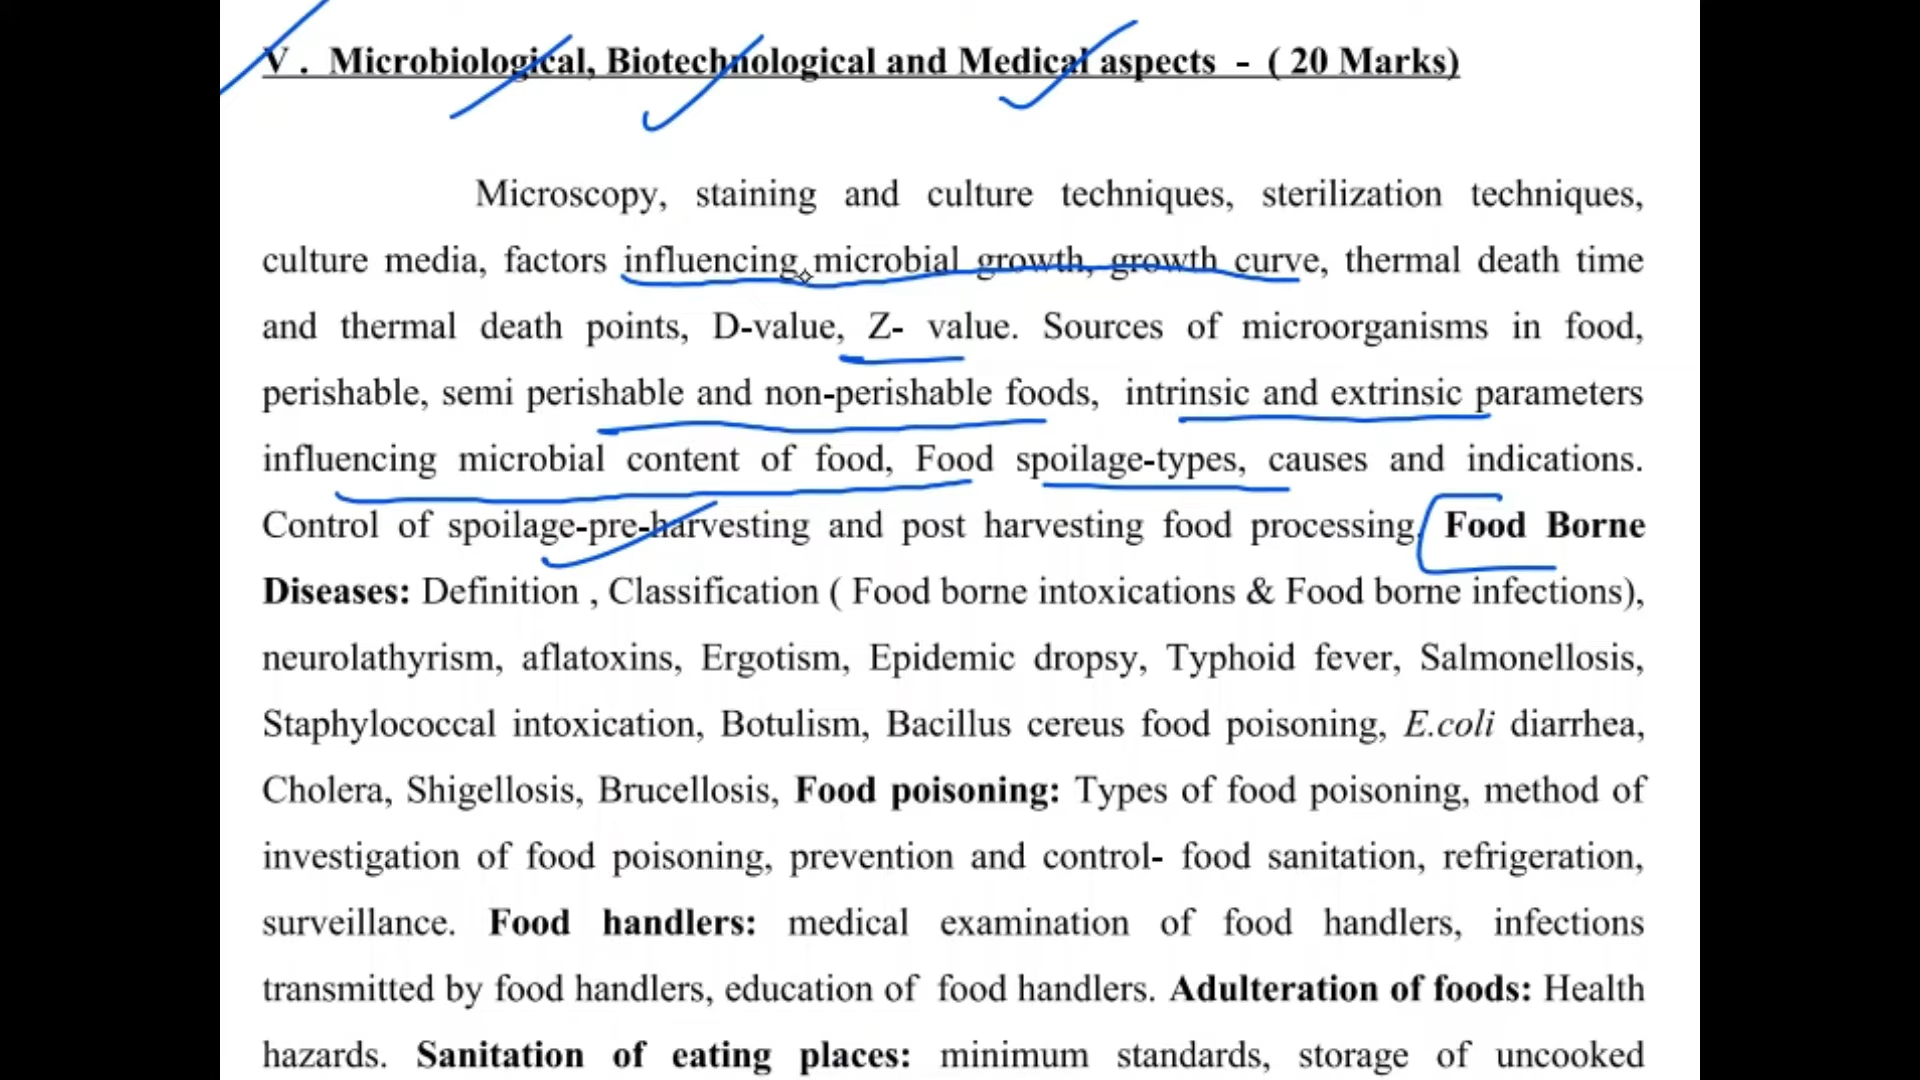 V . Microbiological, Biotechnological and Medical aspects - ( 20 Marks)
Microscopy, staining and culture techniques, sterilization techniques,
culture media, factors influencing microbial growth, growth curve, thermal death time
and thermal death points, D-value, Z- value. Sources of microorganisms in food,
perishable, semi perishable and non-perishable foods, intrinsic and extrinsic parameters
influencing microbial content of food, Food spoilage-types, causes and indications.
Control of spoilage-pre-harvesting and post harvesting food processing. Food Borne
Diseases: Definition , Classification ( Food borne intoxications & Food borne infections),
neurolathyrism, aflatoxins, Ergotism, Epidemic dropsy, Typhoid fever, Salmonellosis,
Staphylococcal intoxication, Botulism, Bacillus cereus food poisoning, E.coli diarrhea,
Cholera, Shigellosis, Brucellosis, Food poisoning: Types of food poisoning, method of
investigation of food poisoning, prevention and control- food sanitation, refrigeration,
surveillance. Food handlers: medical examination of food handlers, infections
transmitted by food handlers, education of food handlers. Adulteration of foods: Health
hazards. Sanitation of eating places: minimum standards, storage of uncooked